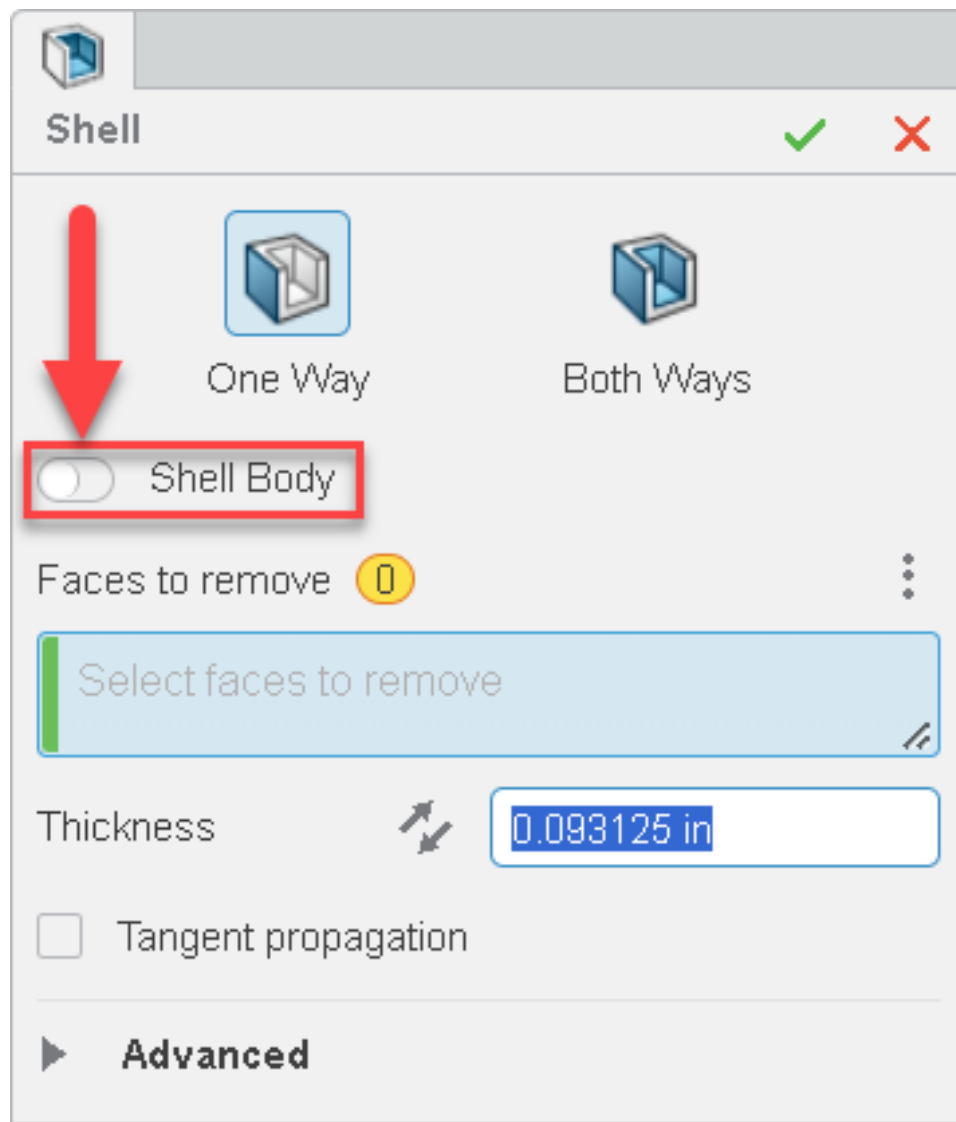 Shell
One Way
Both Ways
Shell Body
Faces to remove 0
Select faces to remove
Thickness 0.093125 in
Tangent propagation
Advanced